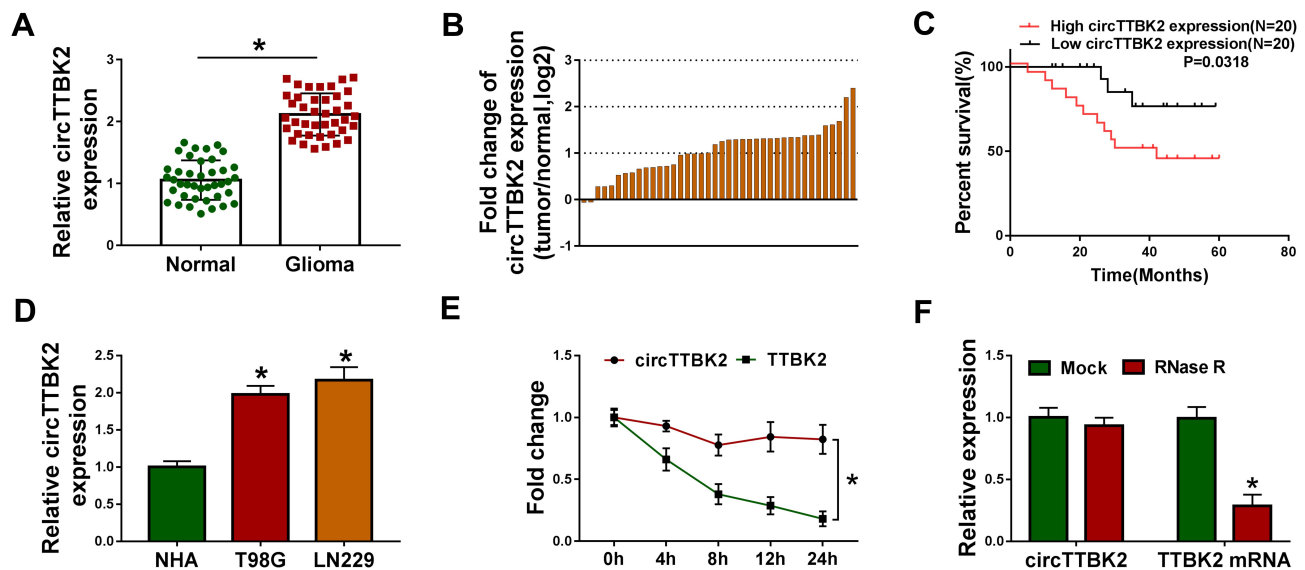 A
Relative circTTBK2
expression
3
2
1
0
*
Normal
Glioma
B
Fold change of
circTTBK2 expression
(tumor/normal,log2)
3
2
1
0
-1
C
High circTTBK2 expression(N=20)
Low circTTBK2 expression(N=20)
P=0.0318
Percent survival(%)
100
50
0
0
20
40
60
80
Time(Months)
D
Relative circTTBK2
expression
2.5
2.0
1.5
1.0
0.5
0.0
*
*
NHA
T98G
LN229
E
Fold change
1.5
1.0
0.5
0.0
circTTBK2
TTBK2
*
0h
4h
8h
12h
24h
F
Relative expression
1.5
1.0
0.5
0.0
Mock
RNase R
*
circTTBK2
TTBK2 mRNA